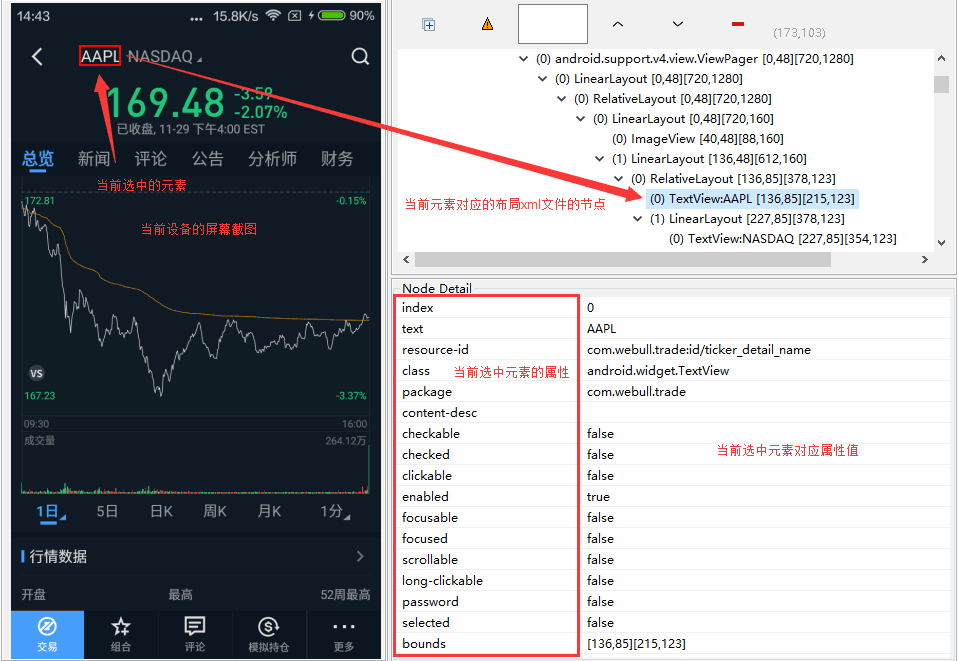 14:43 ... 15.8K/s 90%
AAPL NASDAQ
169.48 -3.59
-2.07%
已收盘, 11-29 下午4:00 EST
总览 新闻 评论 公告 分析师 财务
当前选中的元素
172.81 -0.15%
当前设备的屏幕截图
VS
167.23 -3.37%
09:30 16:00
成交量 264.12万
1日 5日 日K 周K 月K 1分
行情数据
开盘 最高 52周最高
交易 组合 评论 模拟持仓 更多
(173,103)
(0) android.support.v4.view.ViewPager [0,48][720,1280]
(0) LinearLayout [0,48][720,1280]
(0) RelativeLayout [0,48][720,1280]
(0) LinearLayout [0,48][720,160]
(0) ImageView [40,48][88,160]
(1) LinearLayout [136,48][612,160]
(0) RelativeLayout [136,85][378,123]
(0) TextView:AAPL [136,85][215,123]
当前元素对应的布局xml文件的节点
(1) LinearLayout [227,85][378,123]
(0) TextView:NASDAQ [227,85][354,123]
Node Detail
index 0
text AAPL
resource-id com.webull.trade:id/ticker_detail_name
class android.widget.TextView
当前选中元素的属性
package com.webull.trade
content-desc
checkable false
checked false
当前选中元素对应属性值
clickable false
enabled true
focusable false
focused false
scrollable false
long-clickable false
password false
selected false
bounds [136,85][215,123]